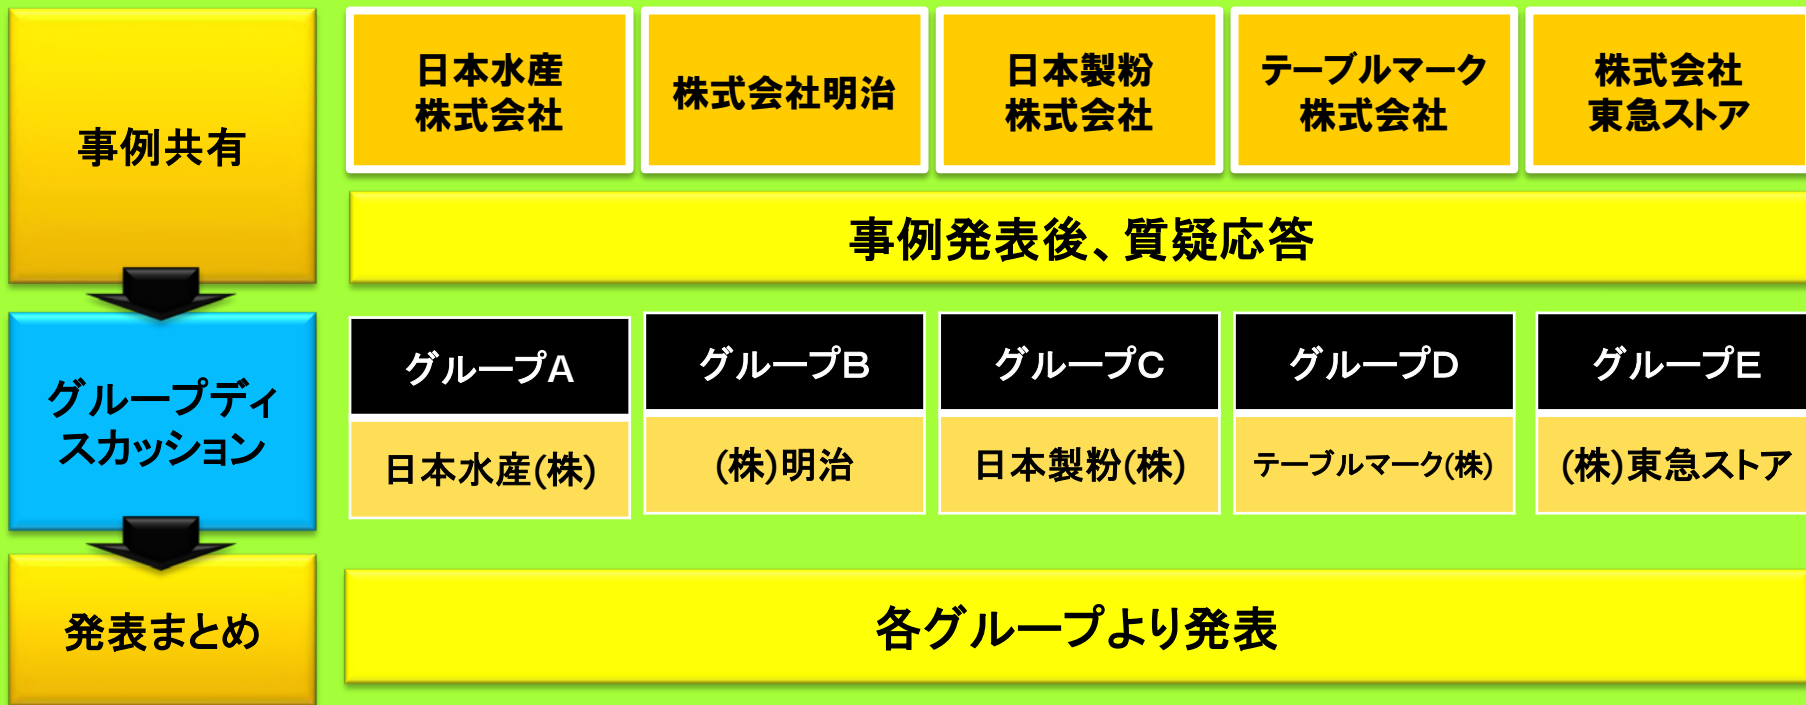 事例共有
日本水産
株式会社
株式会社明治
日本製粉
株式会社
テーブルマーク
株式会社
株式会社
東急ストア
事例発表後、質疑応答
グループディ
スカッション
グループA
グループB
グループC
グループD
グループE
日本水産(株)
(株)明治
日本製粉(株)
テーブルマーク(株)
(株)東急ストア
発表まとめ
各グループより発表